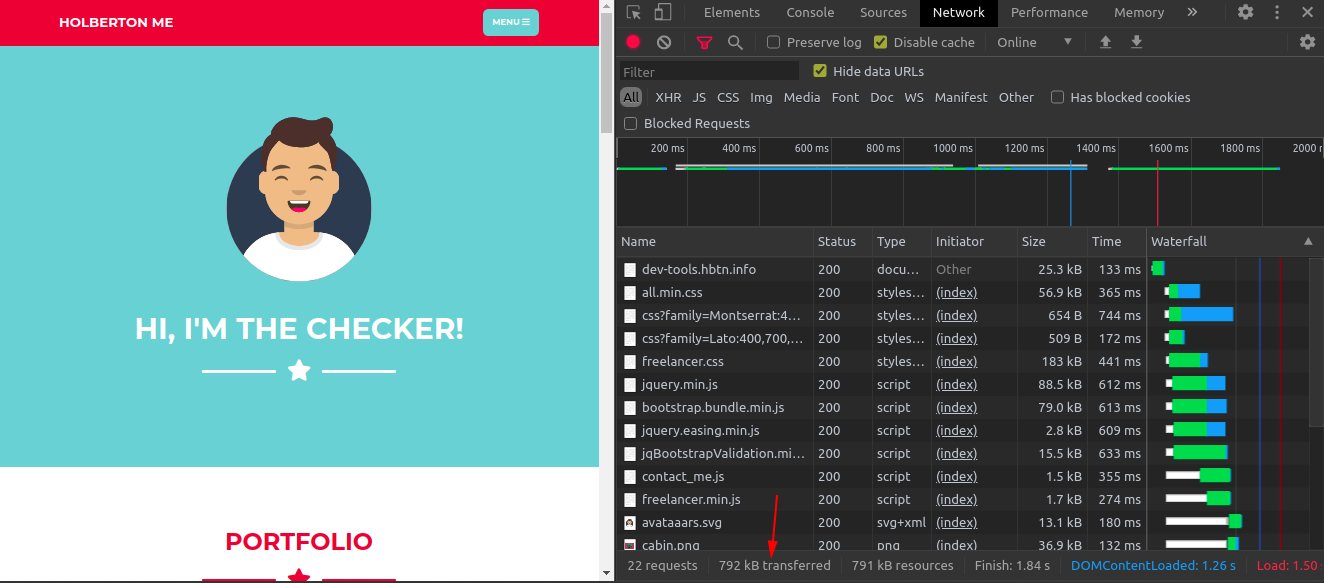 HOLBERTON ME
MENU
HI, I'M THE CHECKER!
PORTFOLIO
Elements Console Sources Network Performance Memory »
Preserve log Disable cache Online
Filter Hide data URLs
All XHR JS CSS Img Media Font Doc WS Manifest Other Has blocked cookies
Blocked Requests
200 ms 400 ms 600 ms 800 ms 1000 ms 1200 ms 1400 ms 1600 ms 1800 ms 2000 r
Name Status Type Initiator Size Time Waterfall
dev-tools.hbtn.info 200 docu... Other 25.3 kB 133 ms
all.min.css 200 styles... (index) 56.9 kB 365 ms
css?family=Montserrat:4... 200 styles... (index) 654 B 744 ms
css?family=Lato:400,700,... 200 styles... (index) 509 B 172 ms
freelancer.css 200 styles... (index) 183 kB 441 ms
jquery.min.js 200 script (index) 88.5 kB 612 ms
bootstrap.bundle.min.js 200 script (index) 79.0 kB 613 ms
jquery.easing.min.js 200 script (index) 2.8 kB 609 ms
jqBootstrapValidation.mi... 200 script (index) 15.5 kB 633 ms
contact_me.js 200 script (index) 1.5 kB 355 ms
freelancer.min.js 200 script (index) 1.7 kB 274 ms
avataaars.svg 200 svg+xml (index) 13.1 kB 180 ms
cabin.png 200 png (index) 36.9 kB 132 ms
22 requests 792 kB transferred 791 kB resources Finish: 1.84 s DOMContentLoaded: 1.26 s Load: 1.50